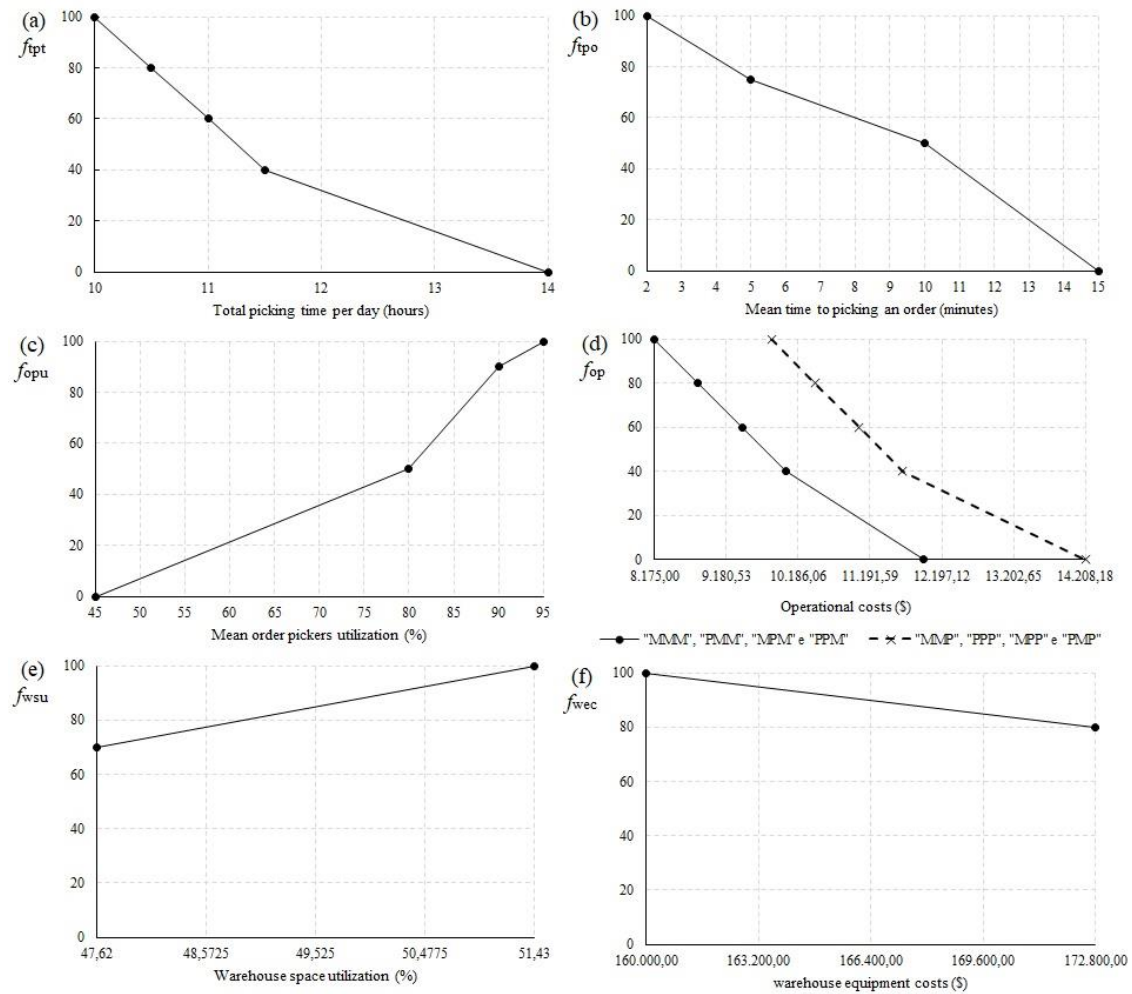 (a)
f_tpt
100
80
60
40
20
0
10 11 12 13 14
Total picking time per day (hours)
(b)
f_tpo
100
80
60
40
20
0
2 3 4 5 6 7 8 9 10 11 12 13 14 15
Mean time to picking an order (minutes)
(c)
f_opu
100
80
60
40
20
0
45 50 55 60 65 70 75 80 85 90 95
Mean order pickers utilization (%)
(d)
f_op
100
80
60
40
20
0
8.175,00 9.180,53 10.186,06 11.191,59 12.197,12 13.202,65 14.208,18
Operational costs ($)
"MMM", "PMM", "MPM" e "PPM"
"MMP", "PPP", "MPP" e "PMP"
(e)
f_wsu
100
80
60
40
20
0
47,62 48,5725 49,525 50,4775 51,43
Warehouse space utilization (%)
(f)
f_wec
100
80
60
40
20
0
160.000,00 163.200,00 166.400,00 169.600,00 172.800,00
warehouse equipment costs ($)